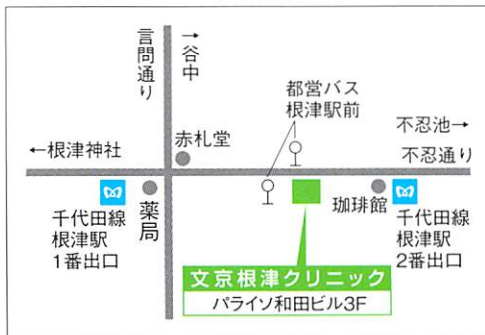 言問通り
→谷中
都営バス
根津駅前
不忍池→
不忍通り
←根津神社
赤札堂
千代田線
根津駅
1番出口
薬局
珈琲館
千代田線
根津駅
2番出口
文京根津クリニック
パライソ和田ビル3F